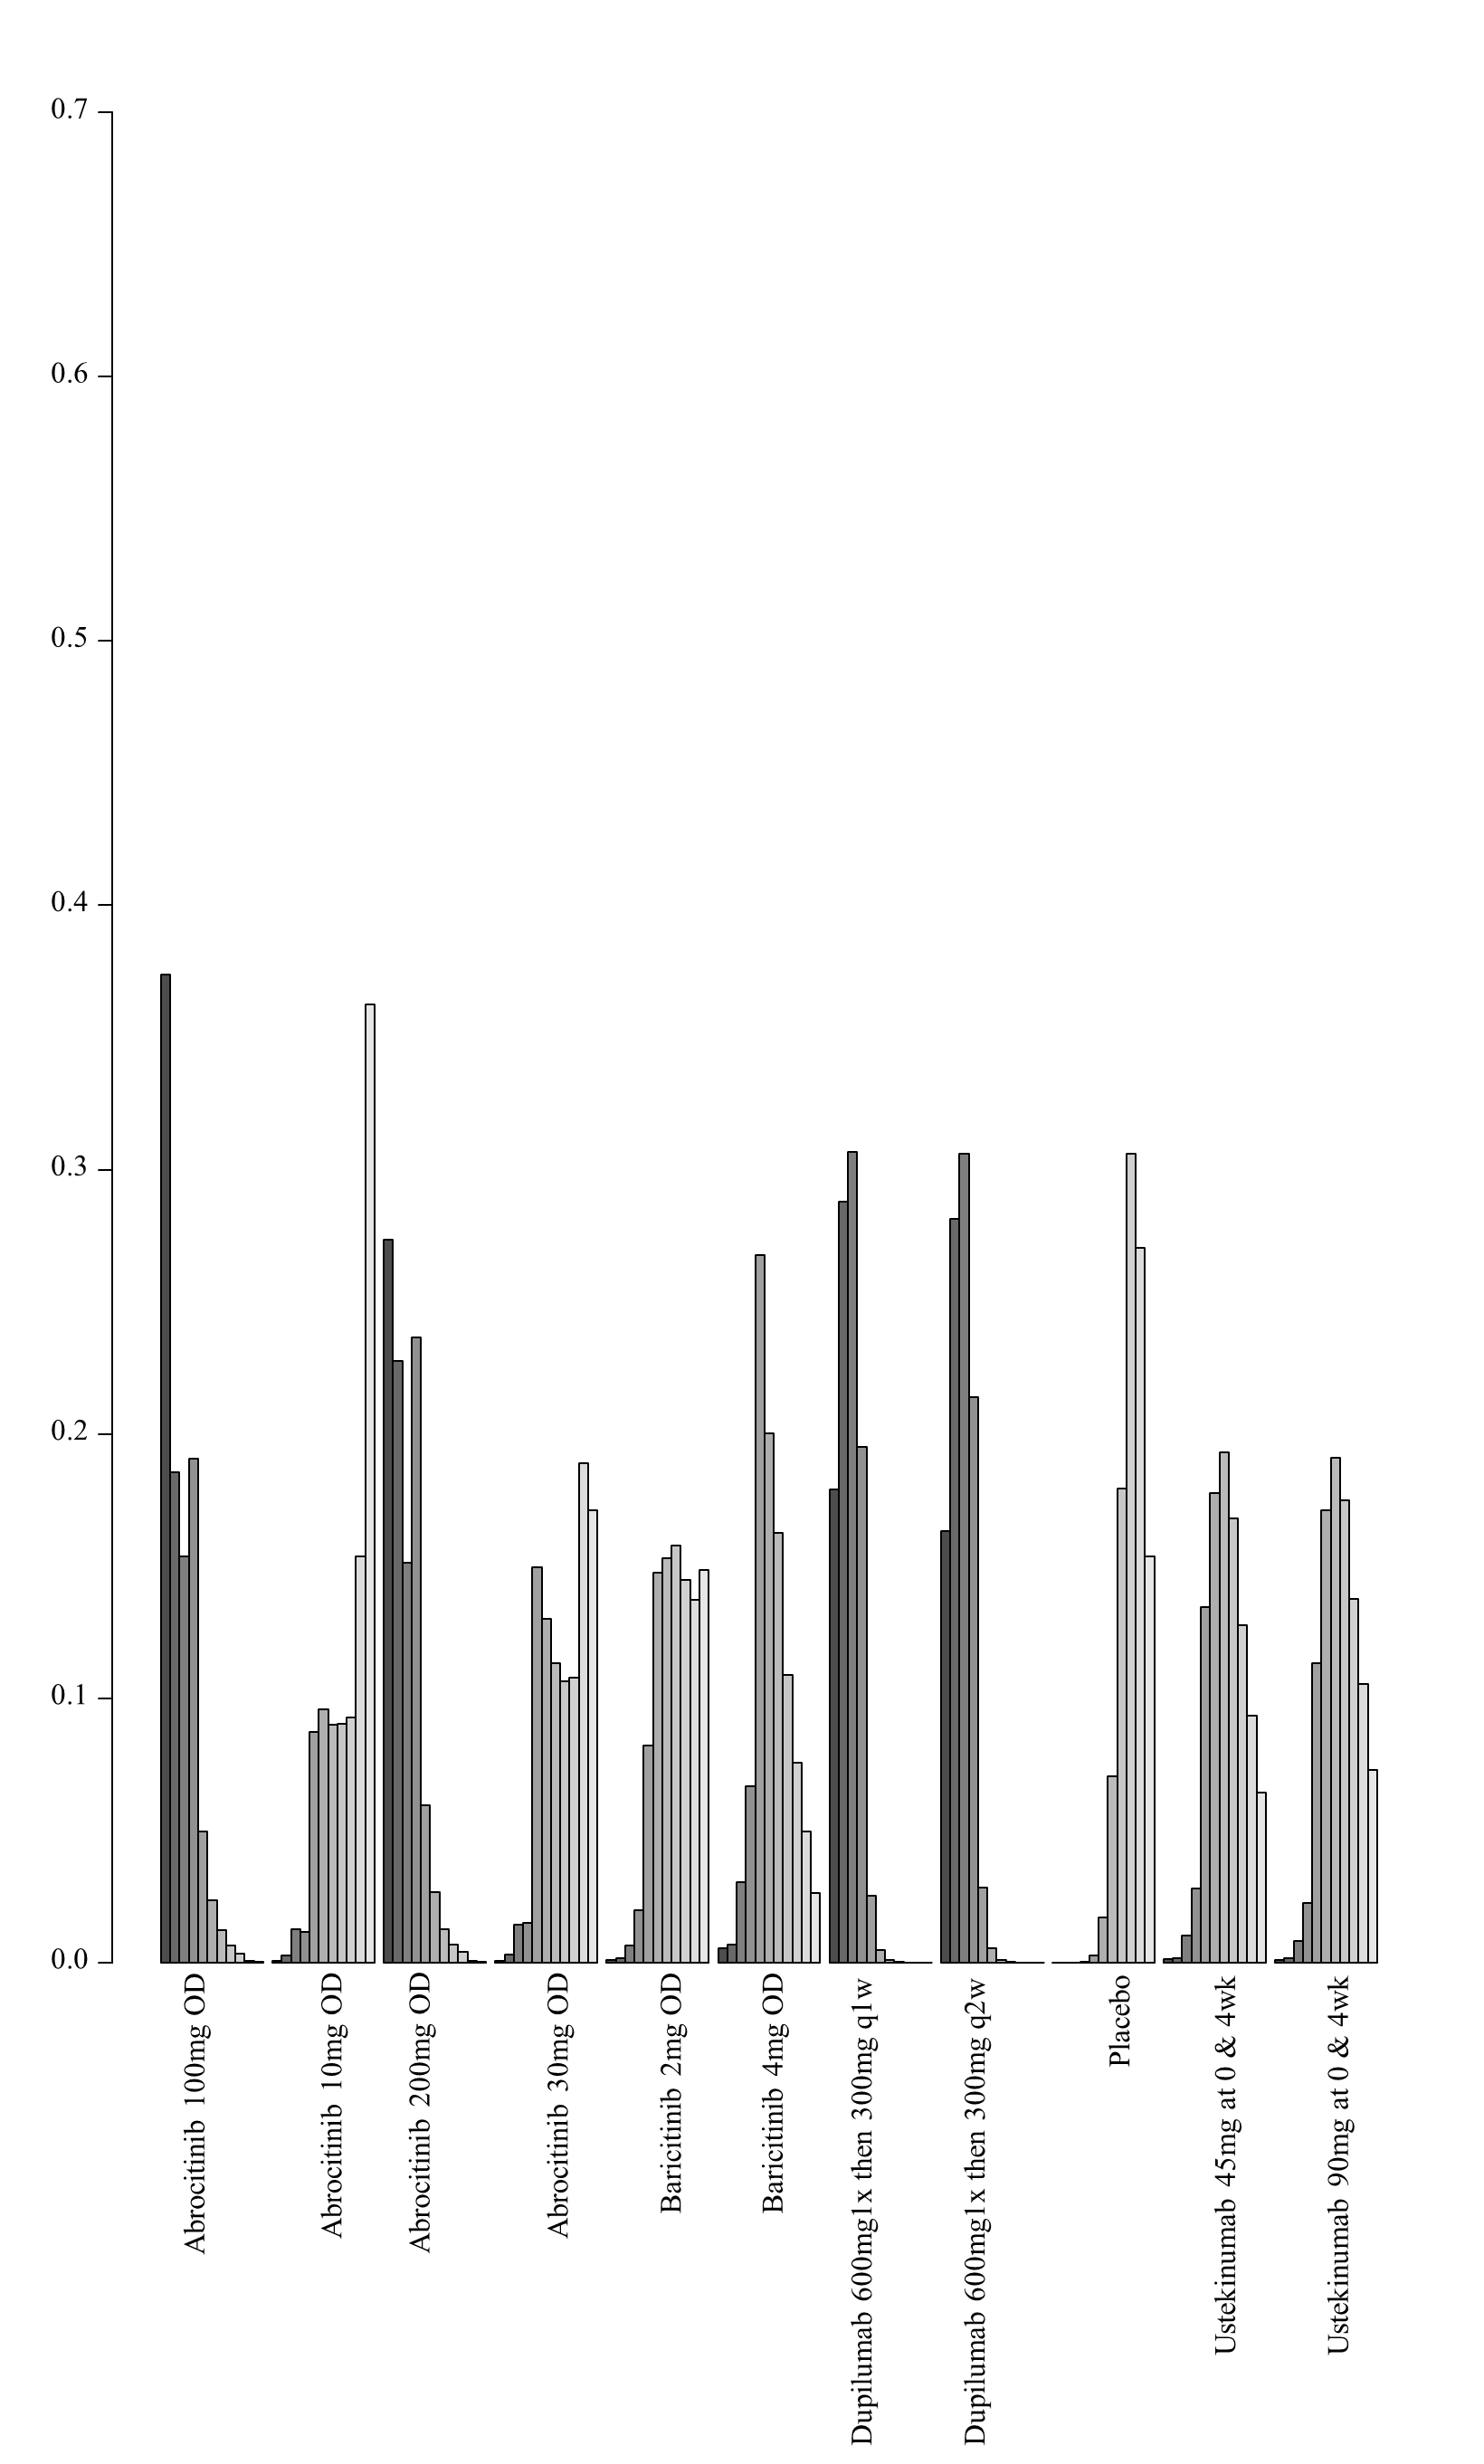 0.7
0.6
0.5
0.4
0.3
0.2
0.1
0.0
Abrocitinib 100mg OD
Abrocitinib 10mg OD
Abrocitinib 200mg OD
Abrocitinib 30mg OD
Baricitinib 2mg OD
Baricitinib 4mg OD
Dupilumab 600mg1x then 300mg q1w
Dupilumab 600mg1x then 300mg q2w
Placebo
Ustekinumab 45mg at 0 & 4wk
Ustekinumab 90mg at 0 & 4wk